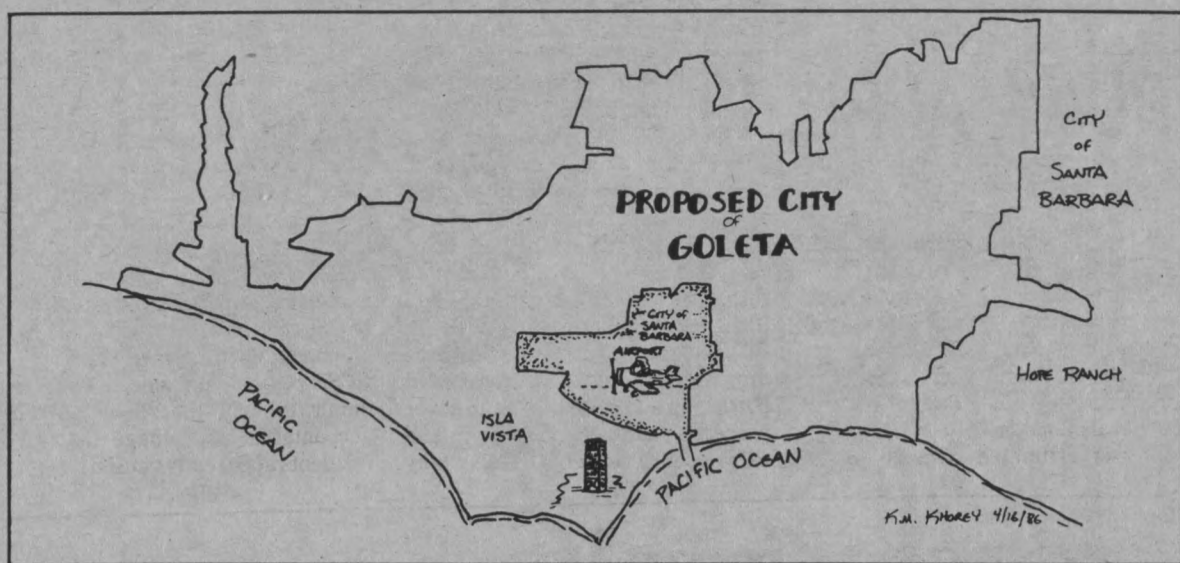 CITY
OF
SANTA
BARBARA
PROPOSED CITY
OF
GOLETA
CITY OF
SANTA
BARBARA
AIRPORT
HOPE RANCH
PACIFIC
OCEAN
ISLA
VISTA
PACIFIC OCEAN
K.M. KHOREY 4/16/86